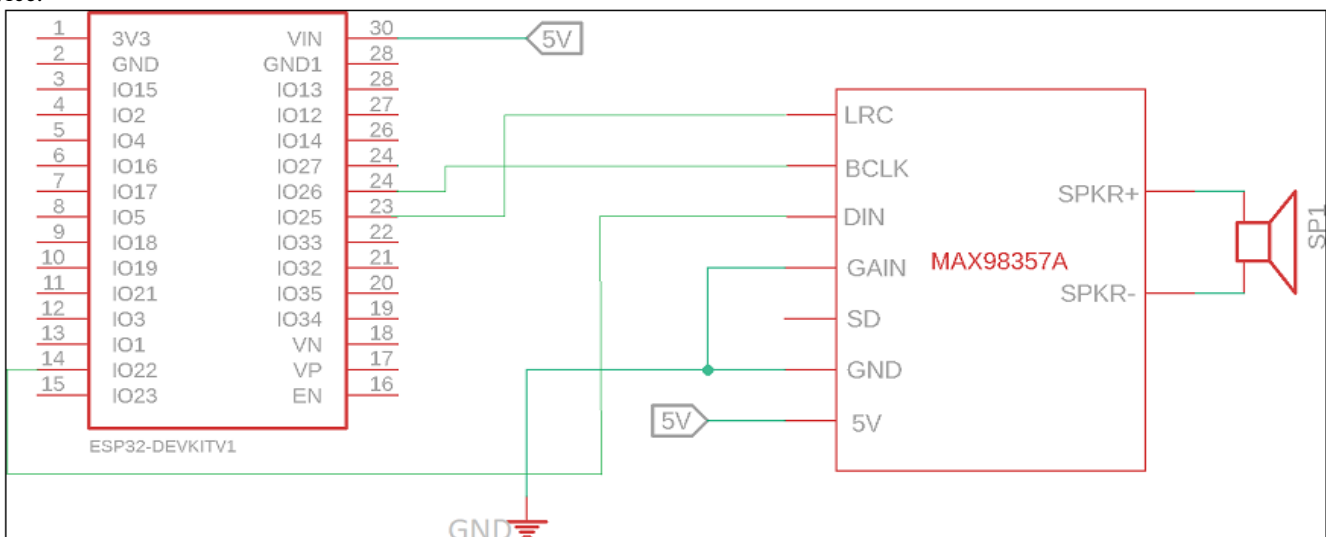 1 3V3 VIN 30 5V
2 GND GND1 28
3 IO15 IO13 28
4 IO2 IO12 27
5 IO4 IO14 26
6 IO16 IO27 24
7 IO17 IO26 24
8 IO5 IO25 23
9 IO18 IO33 22
10 IO19 IO32 21
11 IO21 IO35 20
12 IO3 IO34 19
13 IO1 VN 18
14 IO22 VP 17
15 IO23 EN 16
ESP32-DEVKITV1
LRC
BCLK
DIN
GAIN
SD
GND
5V 5V
MAX98357A
SPKR+
SPKR-
SP1
GND